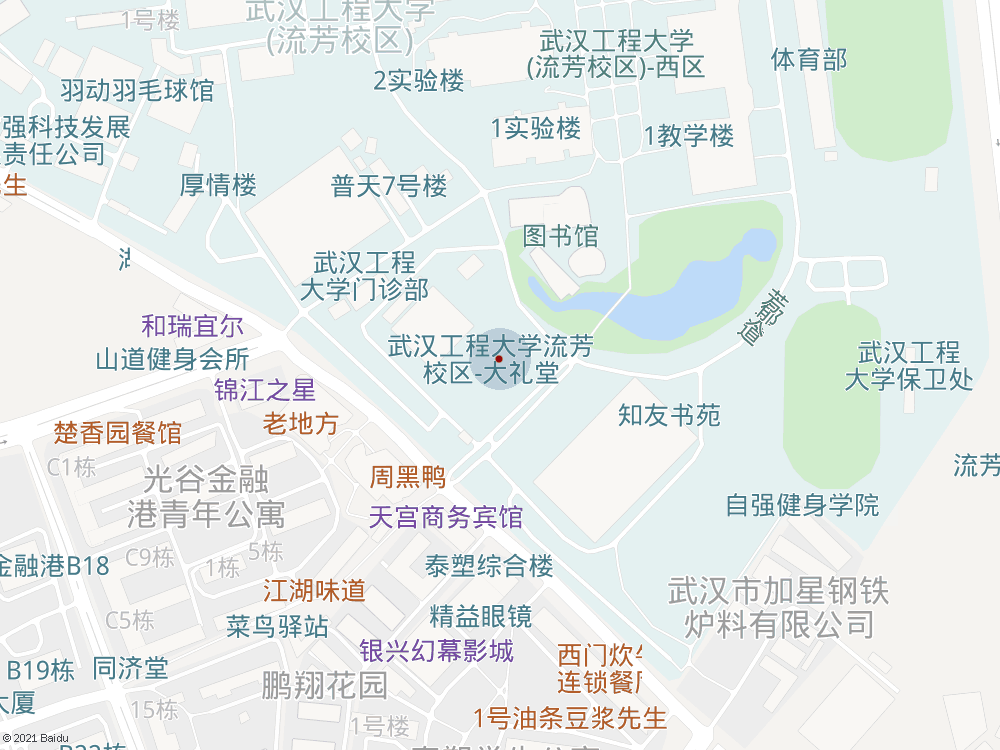 武汉工程大学
(流芳校区)
1号楼
武汉工程大学
(流芳校区)-西区
体育部
2实验楼
羽动羽毛球馆
强科技发展
责任公司
1实验楼
1教学楼
生
厚情楼
普天7号楼
图书馆
武汉工程
大学门诊部
和瑞宜尔
山道健身会所
武汉工程大学流芳
校区-大礼堂
武汉工程
大学保卫处
锦江之星
老地方
知友书苑
楚香园餐馆
C1栋
光谷金融
港青年公寓
周黑鸭
流芳
自强健身学院
天宫商务宾馆
C9栋
5栋
1栋
金融港B18
泰塑综合楼
江湖味道
武汉市加星钢铁
炉料有限公司
C5栋
菜鸟驿站
精益眼镜
银兴幻幕影城
西门炊
连锁餐
B19栋
同济堂
鹏翔花园
大厦
15栋
1号楼
1号油条豆浆先生
© 2021 Baidu